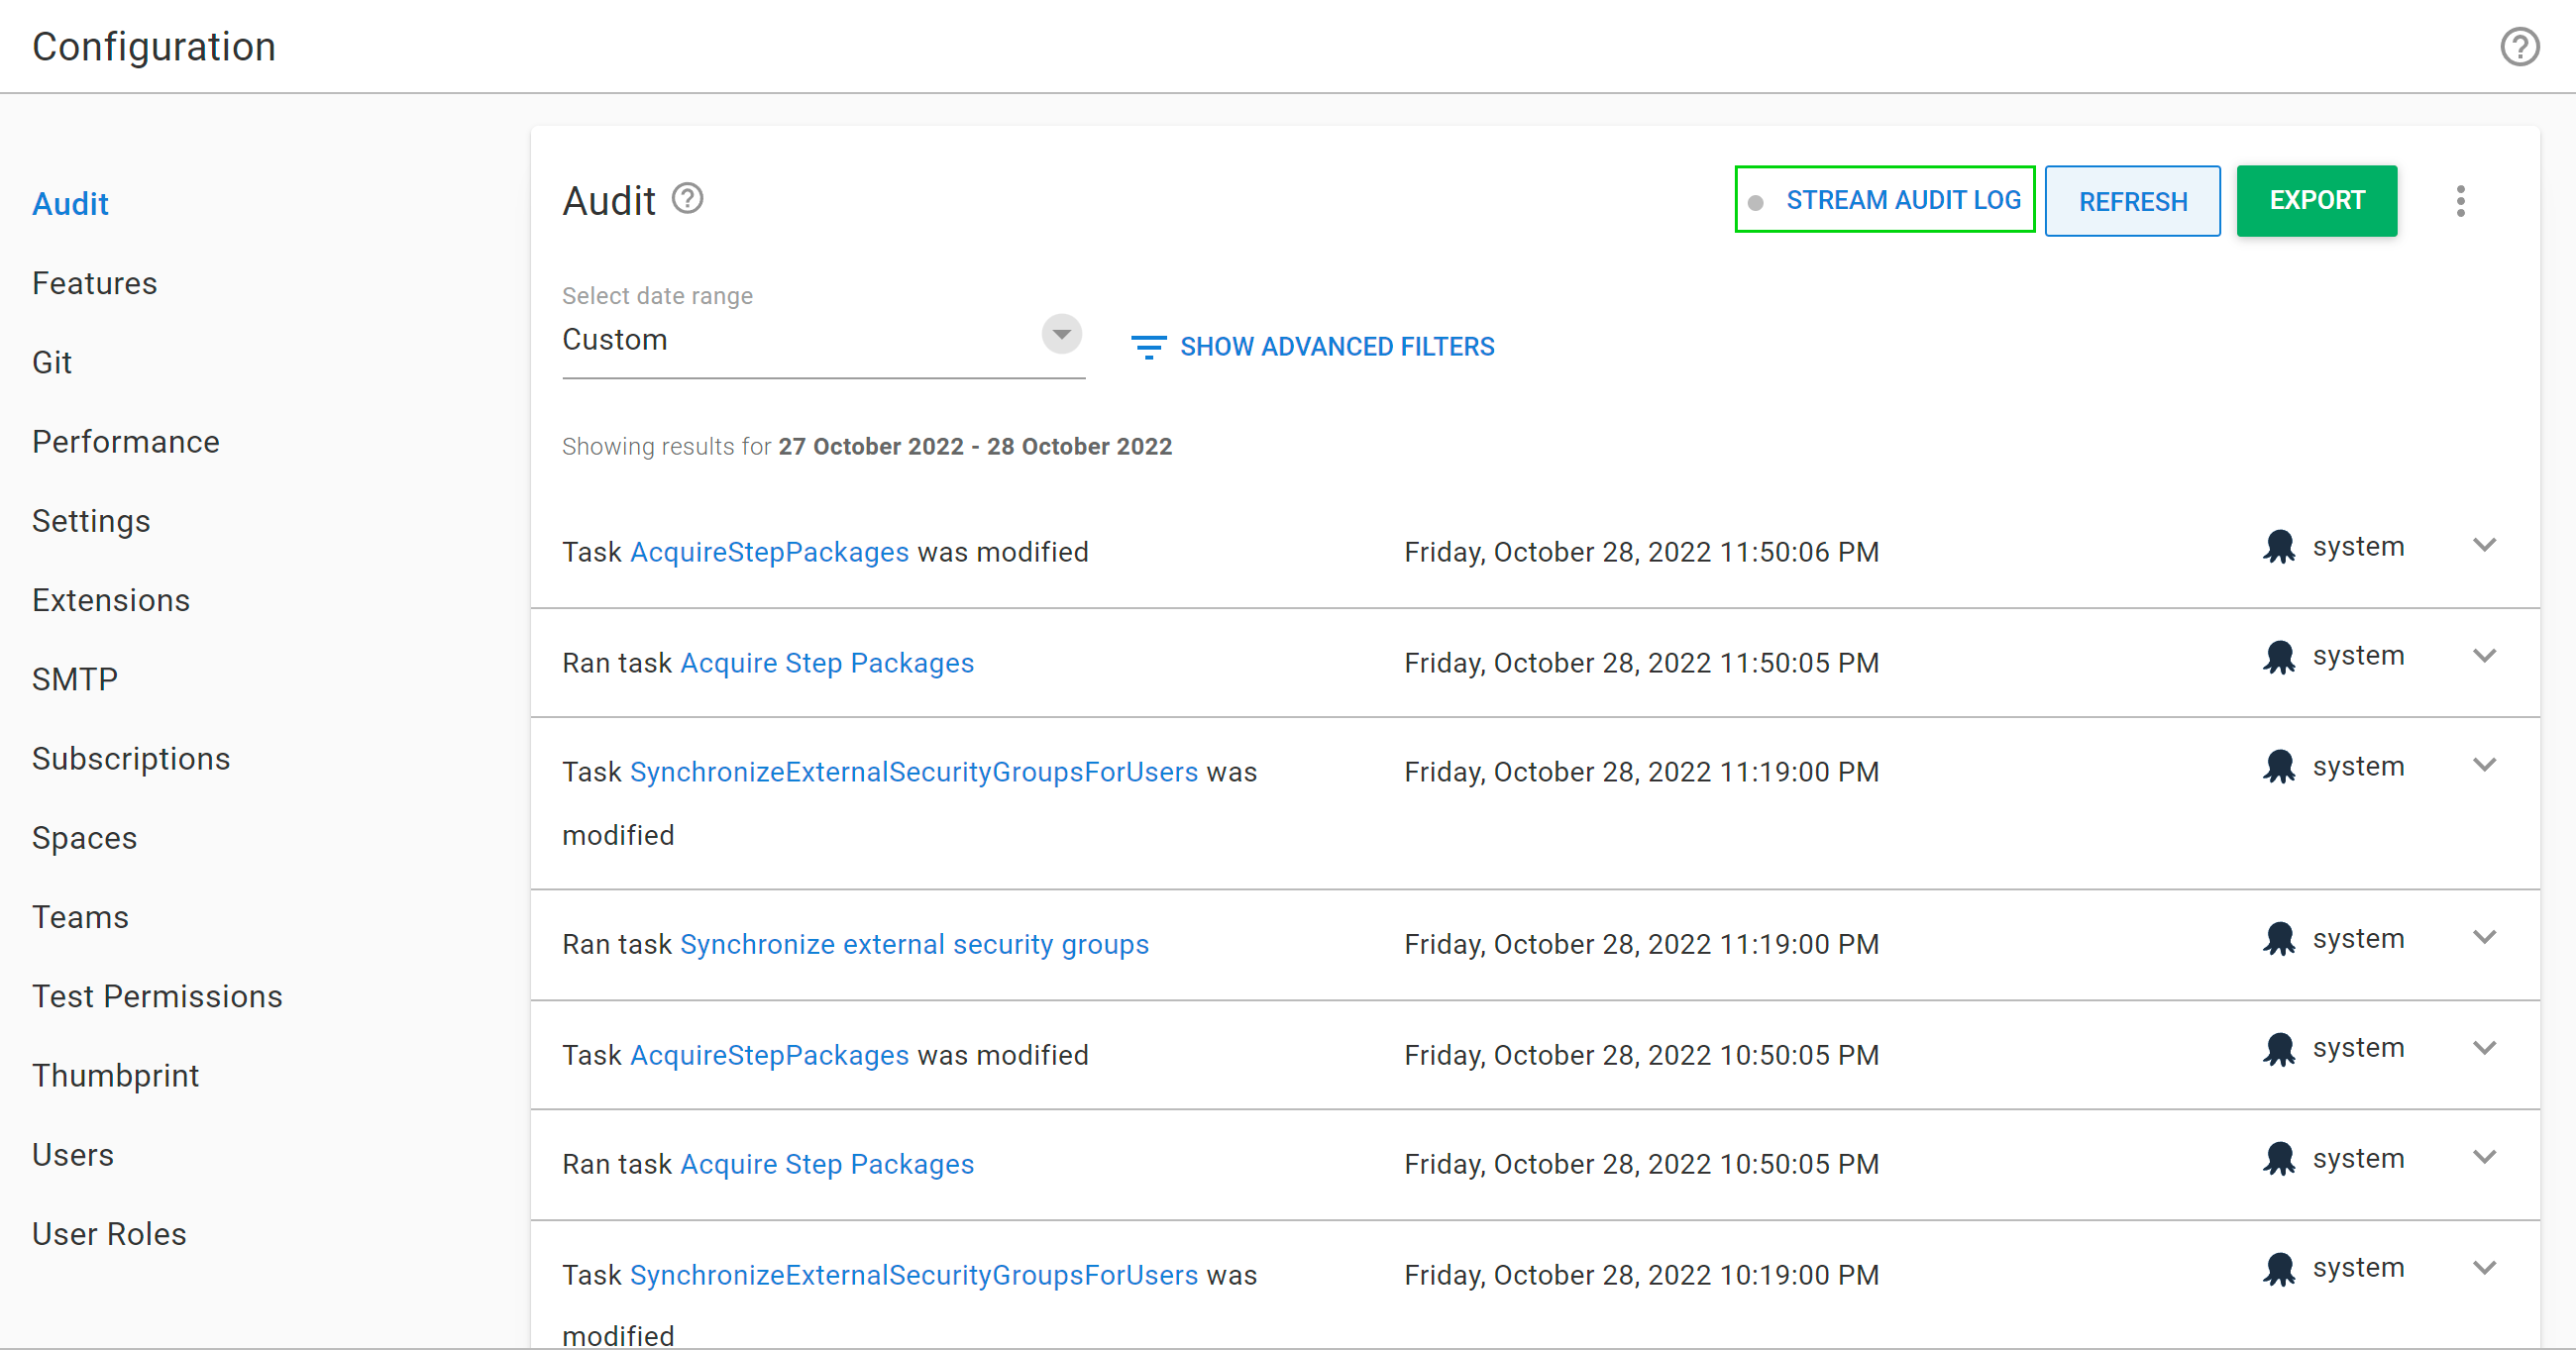 Configuration
Audit
Features
Git
Performance
Settings
Extensions
SMTP
Subscriptions
Spaces
Teams
Test Permissions
Thumbprint
Users
User Roles
Audit
STREAM AUDIT LOG
REFRESH
EXPORT
Select date range
Custom
SHOW ADVANCED FILTERS
Showing results for 27 October 2022 - 28 October 2022
Task AcquireStepPackages was modified Friday, October 28, 2022 11:50:06 PM system
Ran task Acquire Step Packages Friday, October 28, 2022 11:50:05 PM system
Task SynchronizeExternalSecurityGroupsForUsers was Friday, October 28, 2022 11:19:00 PM system
modified
Ran task Synchronize external security groups Friday, October 28, 2022 11:19:00 PM system
Task AcquireStepPackages was modified Friday, October 28, 2022 10:50:05 PM system
Ran task Acquire Step Packages Friday, October 28, 2022 10:50:05 PM system
Task SynchronizeExternalSecurityGroupsForUsers was Friday, October 28, 2022 10:19:00 PM system
modified